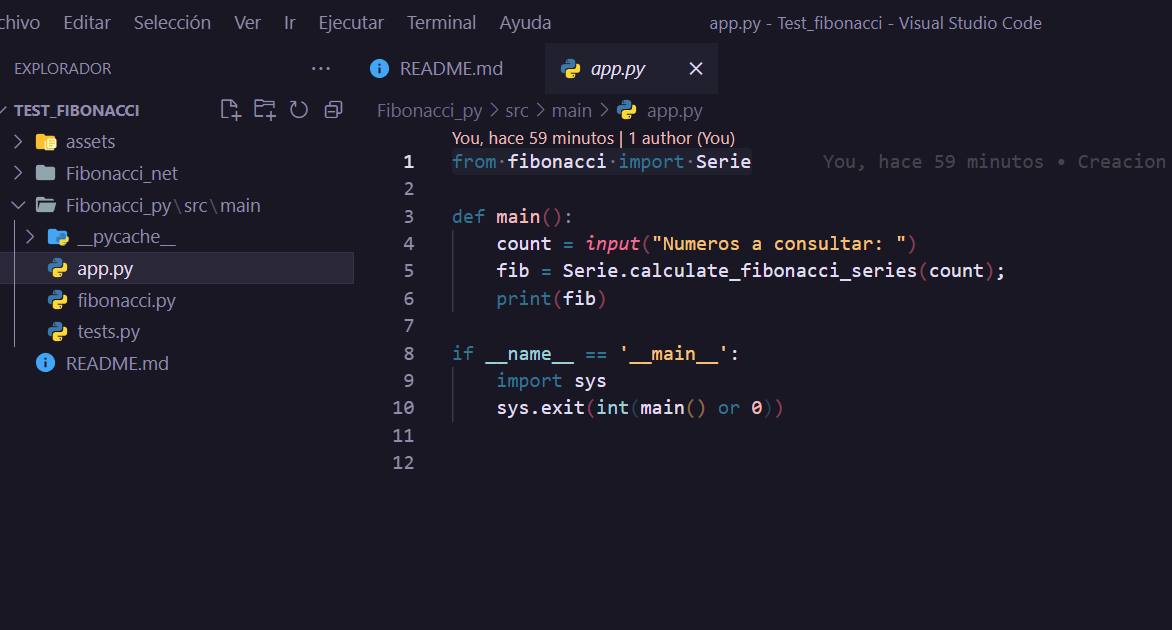 chivo Editar Selección Ver Ir Ejecutar Terminal Ayuda app.py - Test_fibonacci - Visual Studio Code
EXPLORADOR ···
TEST_FIBONACCI
assets
Fibonacci_net
Fibonacci_py\src\main
__pycache__
app.py
fibonacci.py
tests.py
README.md
README.md app.py
Fibonacci_py > src > main > app.py
You, hace 59 minutos | 1 author (You)
1 from·fibonacci·import·Serie You, hace 59 minutos • Creacion
2
3 def main():
4 count = input("Numeros a consultar: ")
5 fib = Serie.calculate_fibonacci_series(count);
6 print(fib)
7
8 if __name__ == '__main__':
9 import sys
10 sys.exit(int(main() or 0))
11
12